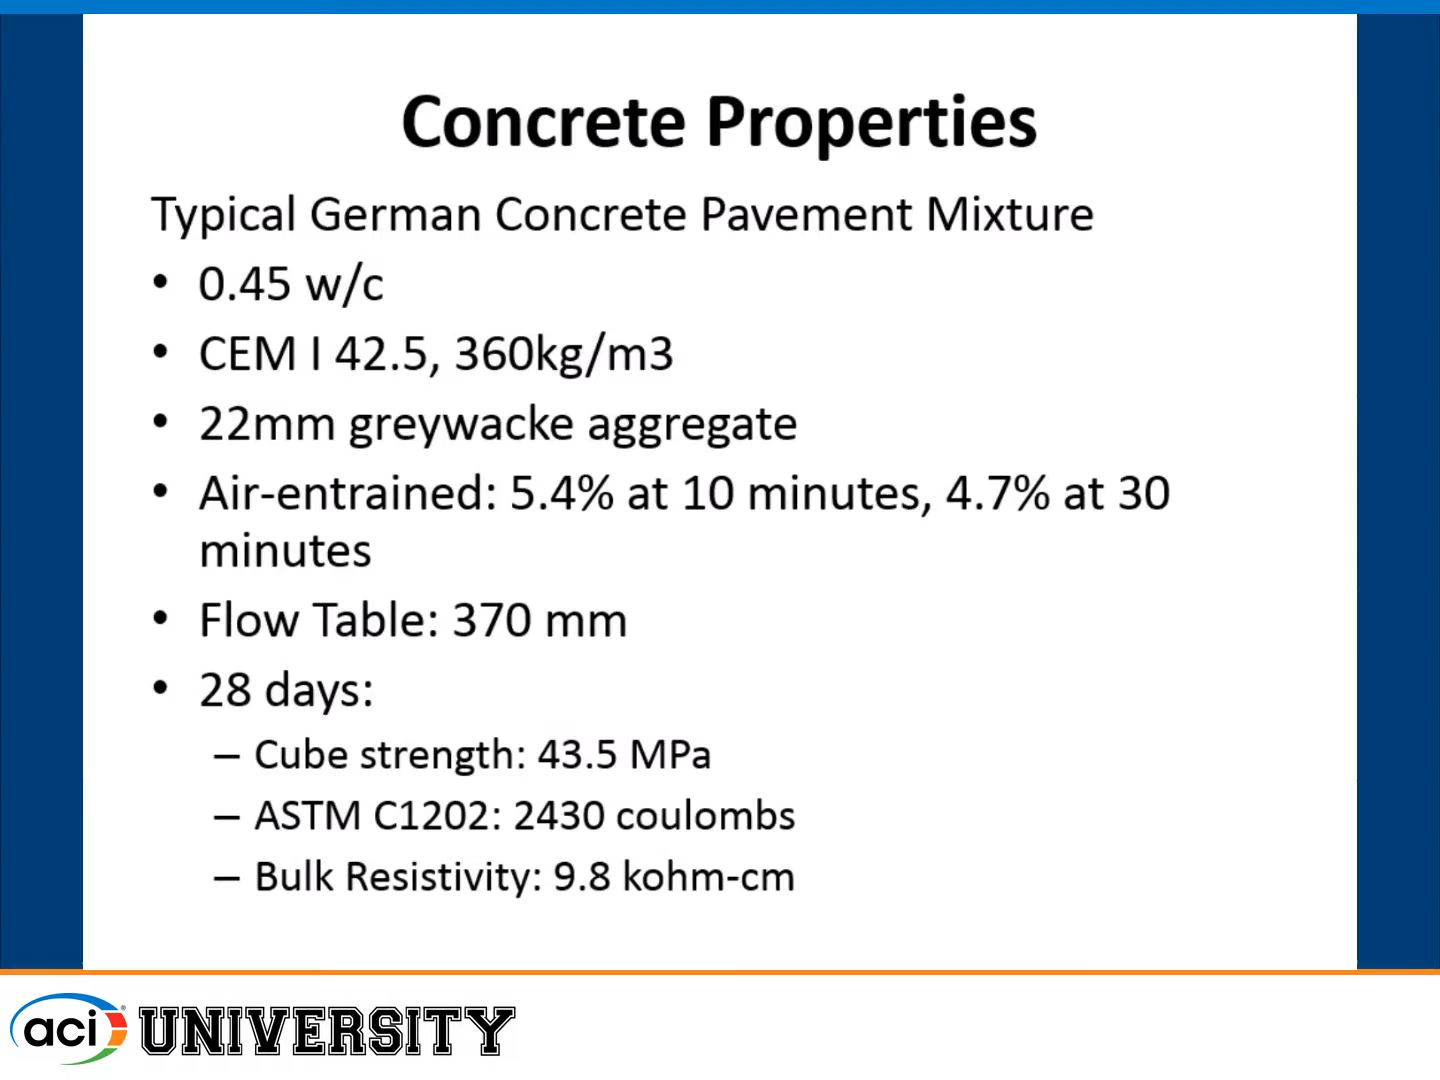 Concrete Properties
Typical German Concrete Pavement Mixture
• 0.45 w/c
• CEM I 42.5, 360kg/m3
• 22mm greywacke aggregate
• Air-entrained: 5.4% at 10 minutes, 4.7% at 30
minutes
• Flow Table: 370 mm
• 28 days:
– Cube strength: 43.5 MPa
– ASTM C1202: 2430 coulombs
– Bulk Resistivity: 9.8 kohm-cm
aci UNIVERSITY